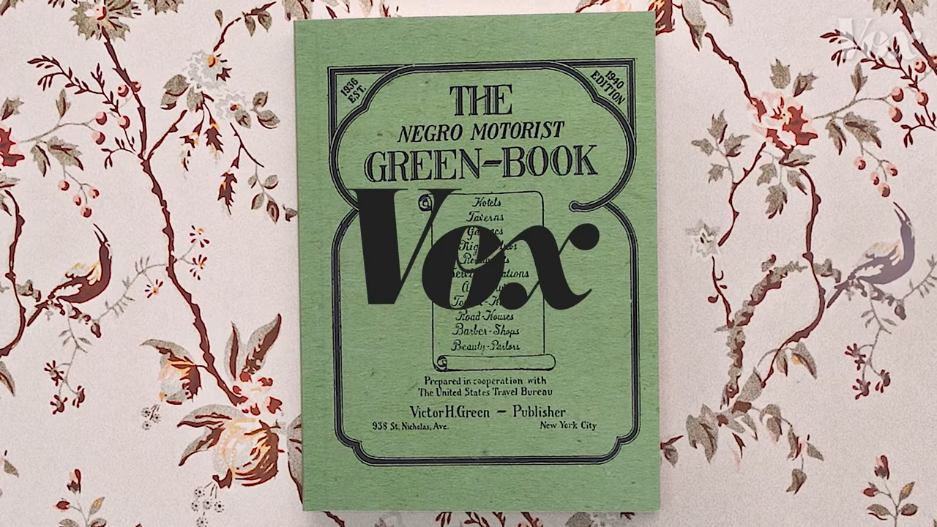 Vox
1936
EST.
1940
EDITION
THE
NEGRO MOTORIST
GREEN-BOOK
Hotels
Taverns
Road-Houses
Barber-Shops
Beauty-Parlors
Vox
Prepared in cooperation with
The United States Travel Bureau
Victor H. Green - Publisher
938 St. Nicholas, Ave.
New York City